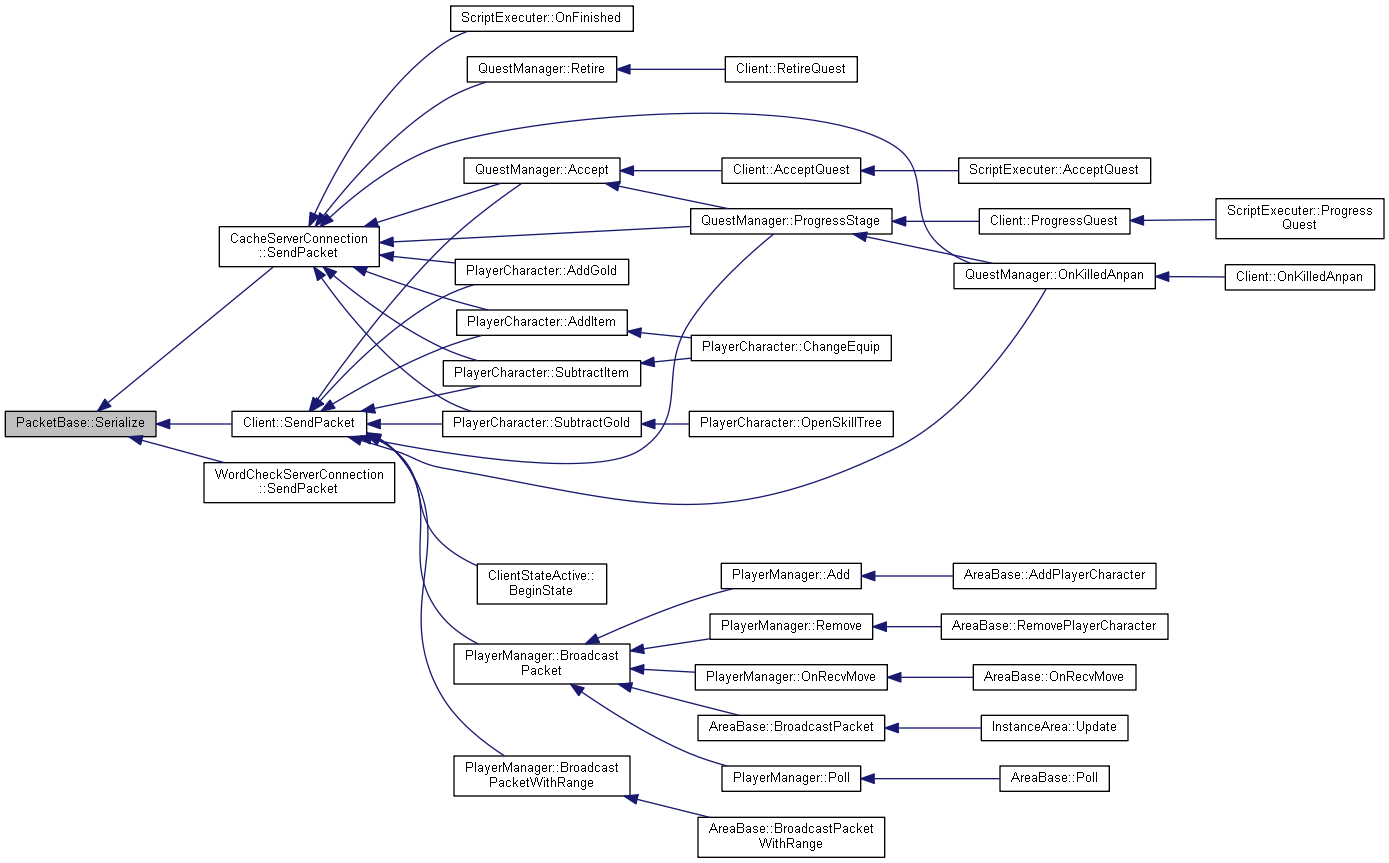 ScriptExecuter::OnFinished
QuestManager::Retire
Client::RetireQuest
QuestManager::Accept
Client::AcceptQuest
ScriptExecuter::AcceptQuest
QuestManager::ProgressStage
Client::ProgressQuest
ScriptExecuter::Progress
Quest
CacheServerConnection
::SendPacket
PlayerCharacter::AddGold
QuestManager::OnKilledAnpan
Client::OnKilledAnpan
PlayerCharacter::AddItem
PlayerCharacter::ChangeEquip
PlayerCharacter::SubtractItem
PacketBase::Serialize
Client::SendPacket
PlayerCharacter::SubtractGold
PlayerCharacter::OpenSkillTree
WordCheckServerConnection
::SendPacket
ClientStateActive::
BeginState
PlayerManager::Add
AreaBase::AddPlayerCharacter
PlayerManager::Remove
AreaBase::RemovePlayerCharacter
PlayerManager::Broadcast
Packet
PlayerManager::OnRecvMove
AreaBase::OnRecvMove
AreaBase::BroadcastPacket
InstanceArea::Update
PlayerManager::Broadcast
PacketWithRange
PlayerManager::Poll
AreaBase::Poll
AreaBase::BroadcastPacket
WithRange